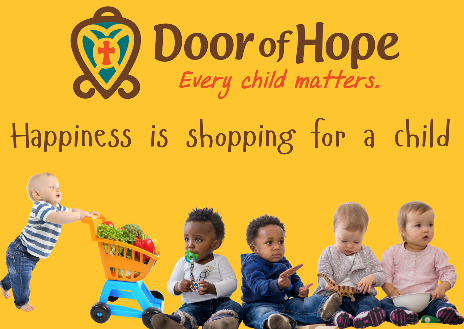 Door of Hope
Every child matters.
Happiness is shopping for a child